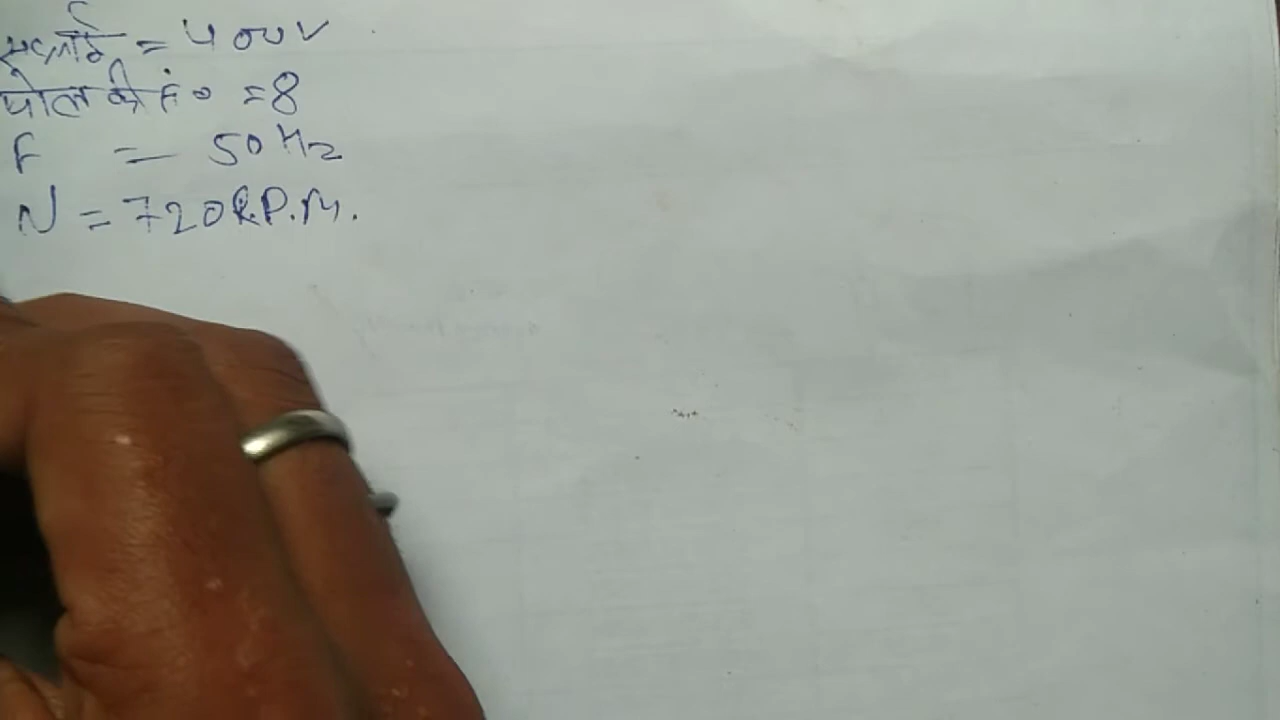 सप्लाई = 400V
पोल की सं० = 8
F = 50 Hz
N = 720 R.P.M.